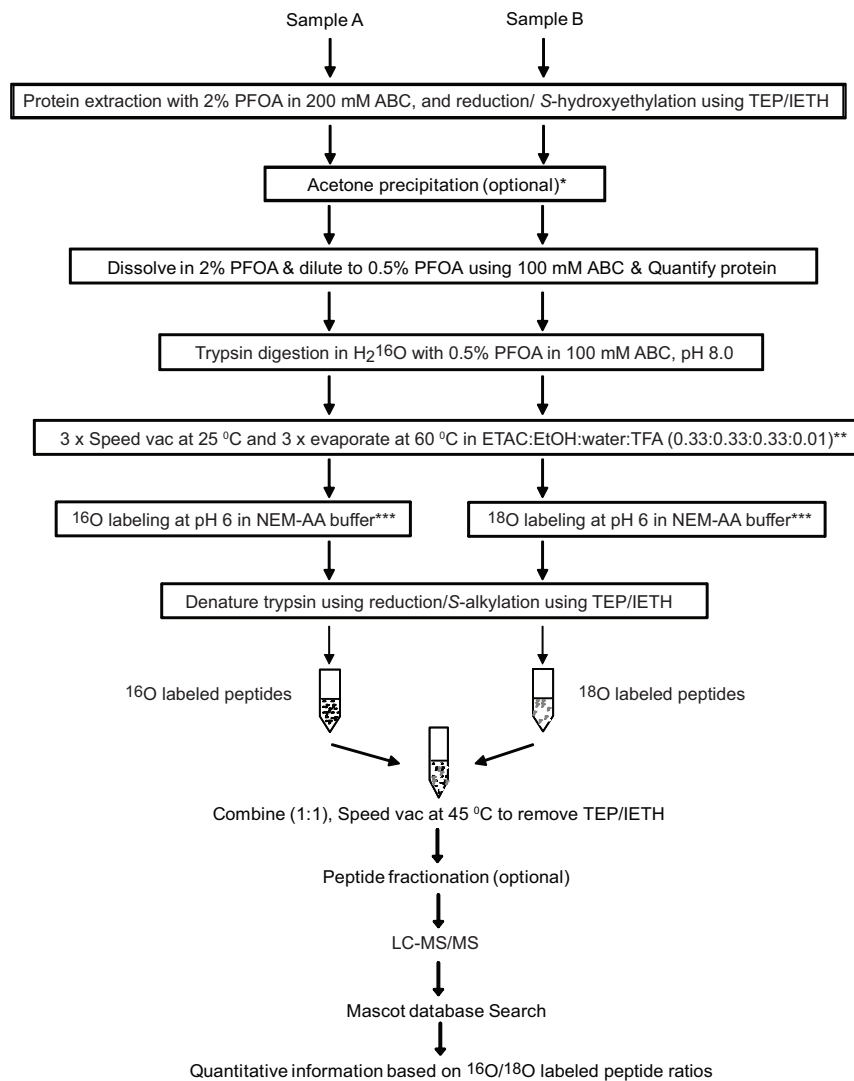 Sample A Sample B
Protein extraction with 2% PFOA in 200 mM ABC, and reduction/ S-hydroxyethylation using TEP/IETH
Acetone precipitation (optional)*
Dissolve in 2% PFOA & dilute to 0.5% PFOA using 100 mM ABC & Quantify protein
Trypsin digestion in H₂¹⁶O with 0.5% PFOA in 100 mM ABC, pH 8.0
3 x Speed vac at 25 ⁰C and 3 x evaporate at 60 ⁰C in ETAC:EtOH:water:TFA (0.33:0.33:0.33:0.01)**
¹⁶O labeling at pH 6 in NEM-AA buffer*** ¹⁸O labeling at pH 6 in NEM-AA buffer***
Denature trypsin using reduction/S-alkylation using TEP/IETH
¹⁶O labeled peptides ¹⁸O labeled peptides
Combine (1:1), Speed vac at 45 ⁰C to remove TEP/IETH
Peptide fractionation (optional)
LC-MS/MS
Mascot database Search
Quantitative information based on ¹⁶O/¹⁸O labeled peptide ratios